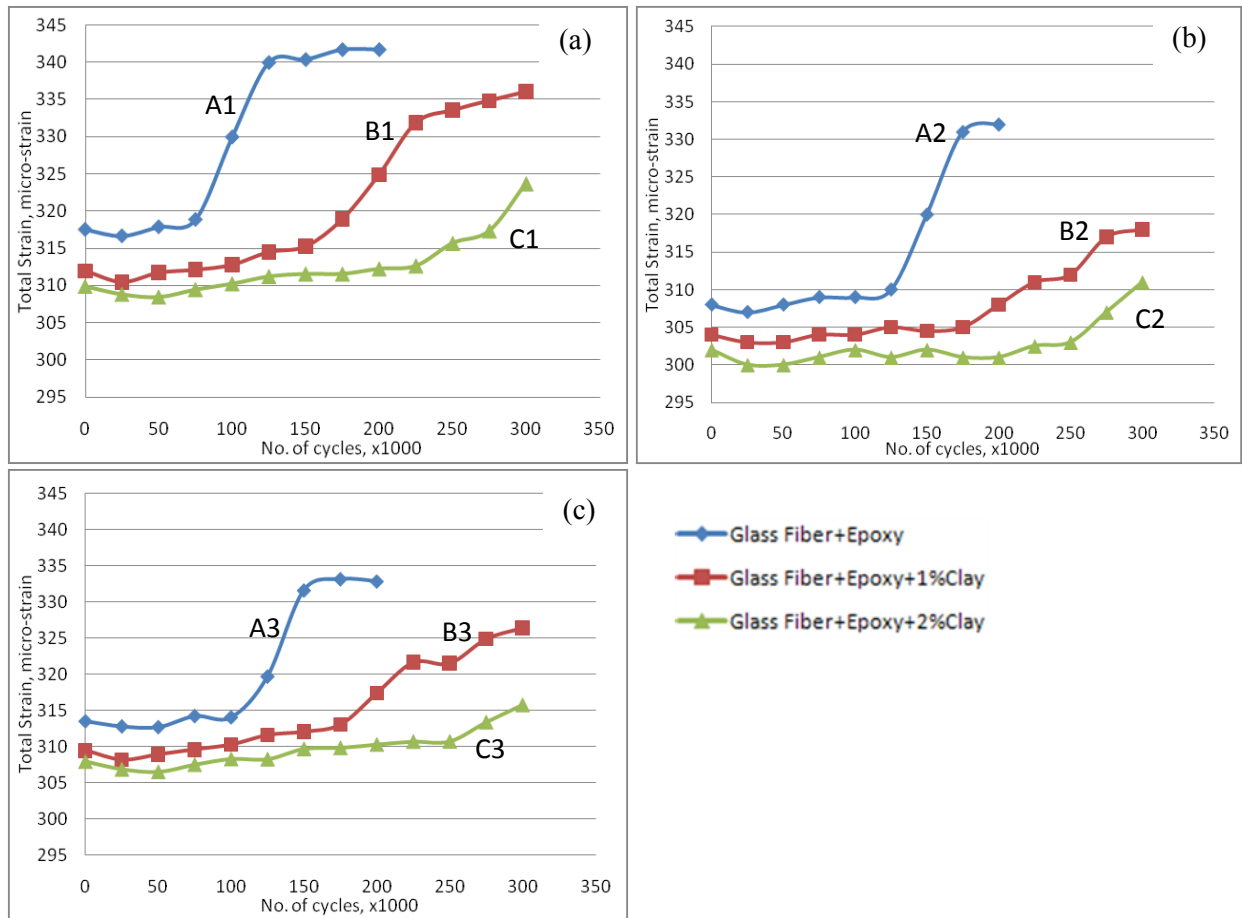 (a)
Total Strain, micro-strain
345
340
335
330
325
320
315
310
305
300
295
A1
B1
C1
0 50 100 150 200 250 300 350
No. of cycles, x1000
(b)
Total Strain, micro-strain
345
340
335
330
325
320
315
310
305
300
295
A2
B2
C2
0 50 100 150 200 250 300 350
No. of cycles, x1000
(c)
Total Strain, micro-strain
345
340
335
330
325
320
315
310
305
300
295
A3
B3
C3
0 50 100 150 200 250 300 350
No. of cycles, x1000
Glass Fiber+Epoxy
Glass Fiber+Epoxy+1%Clay
Glass Fiber+Epoxy+2%Clay